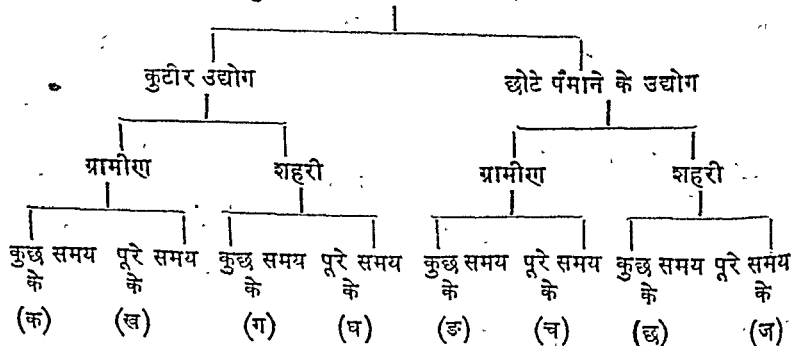 कुटीर उद्योग छोटे पैमाने के उद्योग
ग्रामीण शहरी ग्रामीण शहरी
कुछ समय पूरे समय कुछ समय पूरे समय कुछ समय पूरे समय कुछ समय पूरे समय
के के के के के के के के
(क) (ख) (ग) (घ) (ङ) (च) (छ) (ज)